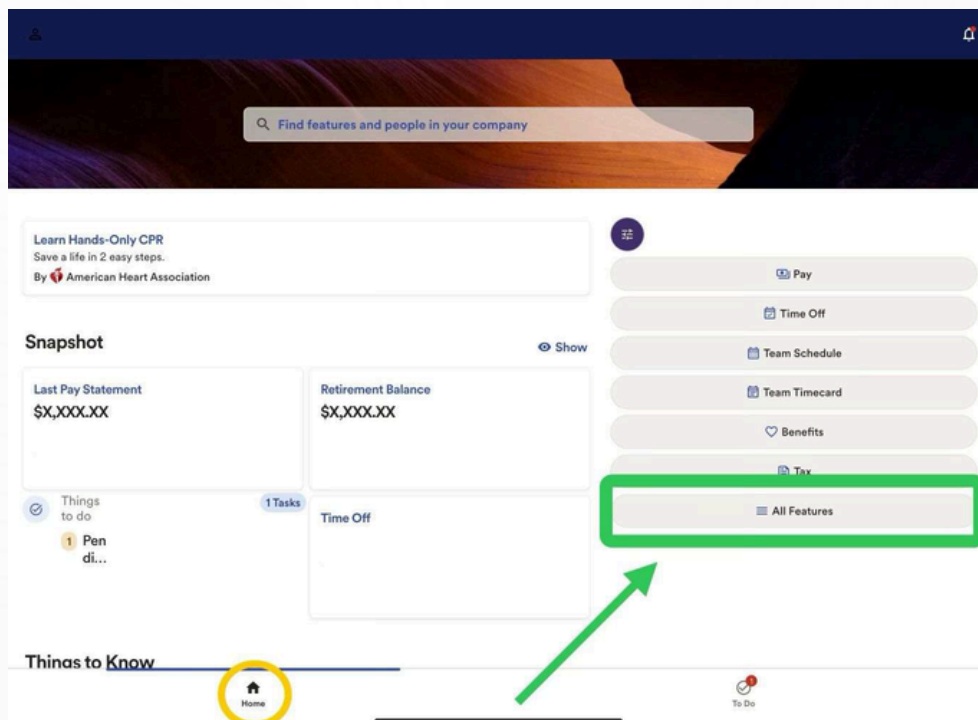 Find features and people in your company
Learn Hands-Only CPR
Save a life in 2 easy steps.
By American Heart Association
Snapshot
Show
Last Pay Statement
$X,XXX.XX
Retirement Balance
$X,XXX.XX
Things
to do
1 Tasks
1 Pen
di...
Time Off
Things to Know
Pay
Time Off
Team Schedule
Team Timecard
Benefits
Tax
All Features
Home
1
To Do